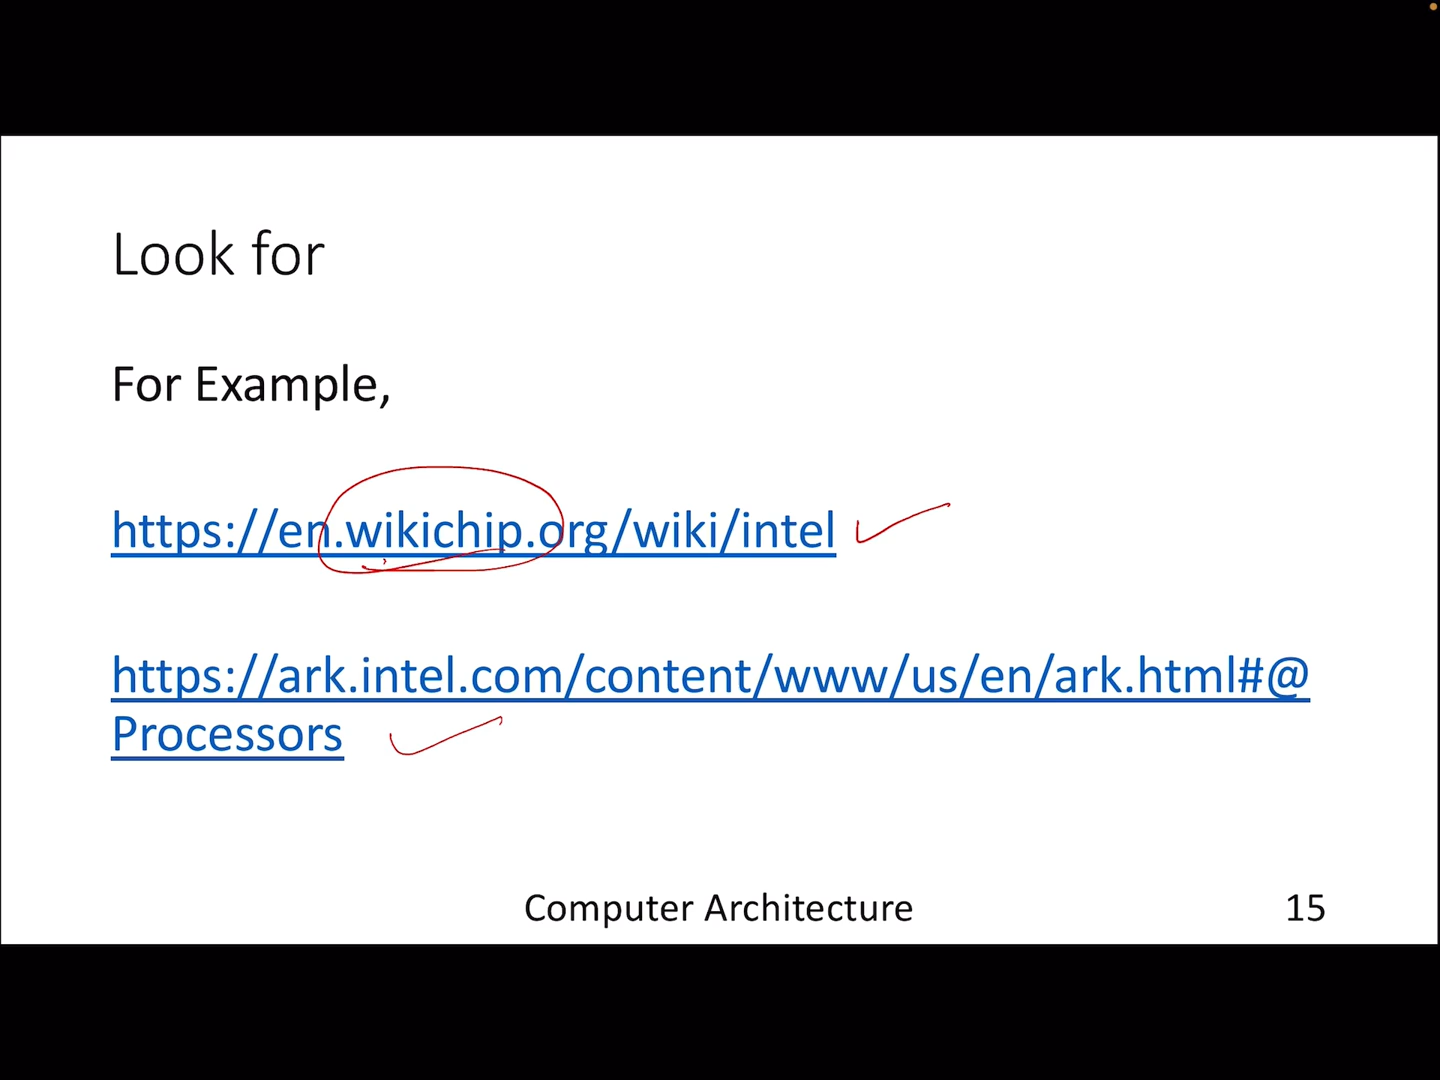 Look for
For Example,
https://en.wikichip.org/wiki/intel
https://ark.intel.com/content/www/us/en/ark.html#@
Processors
Computer Architecture
15